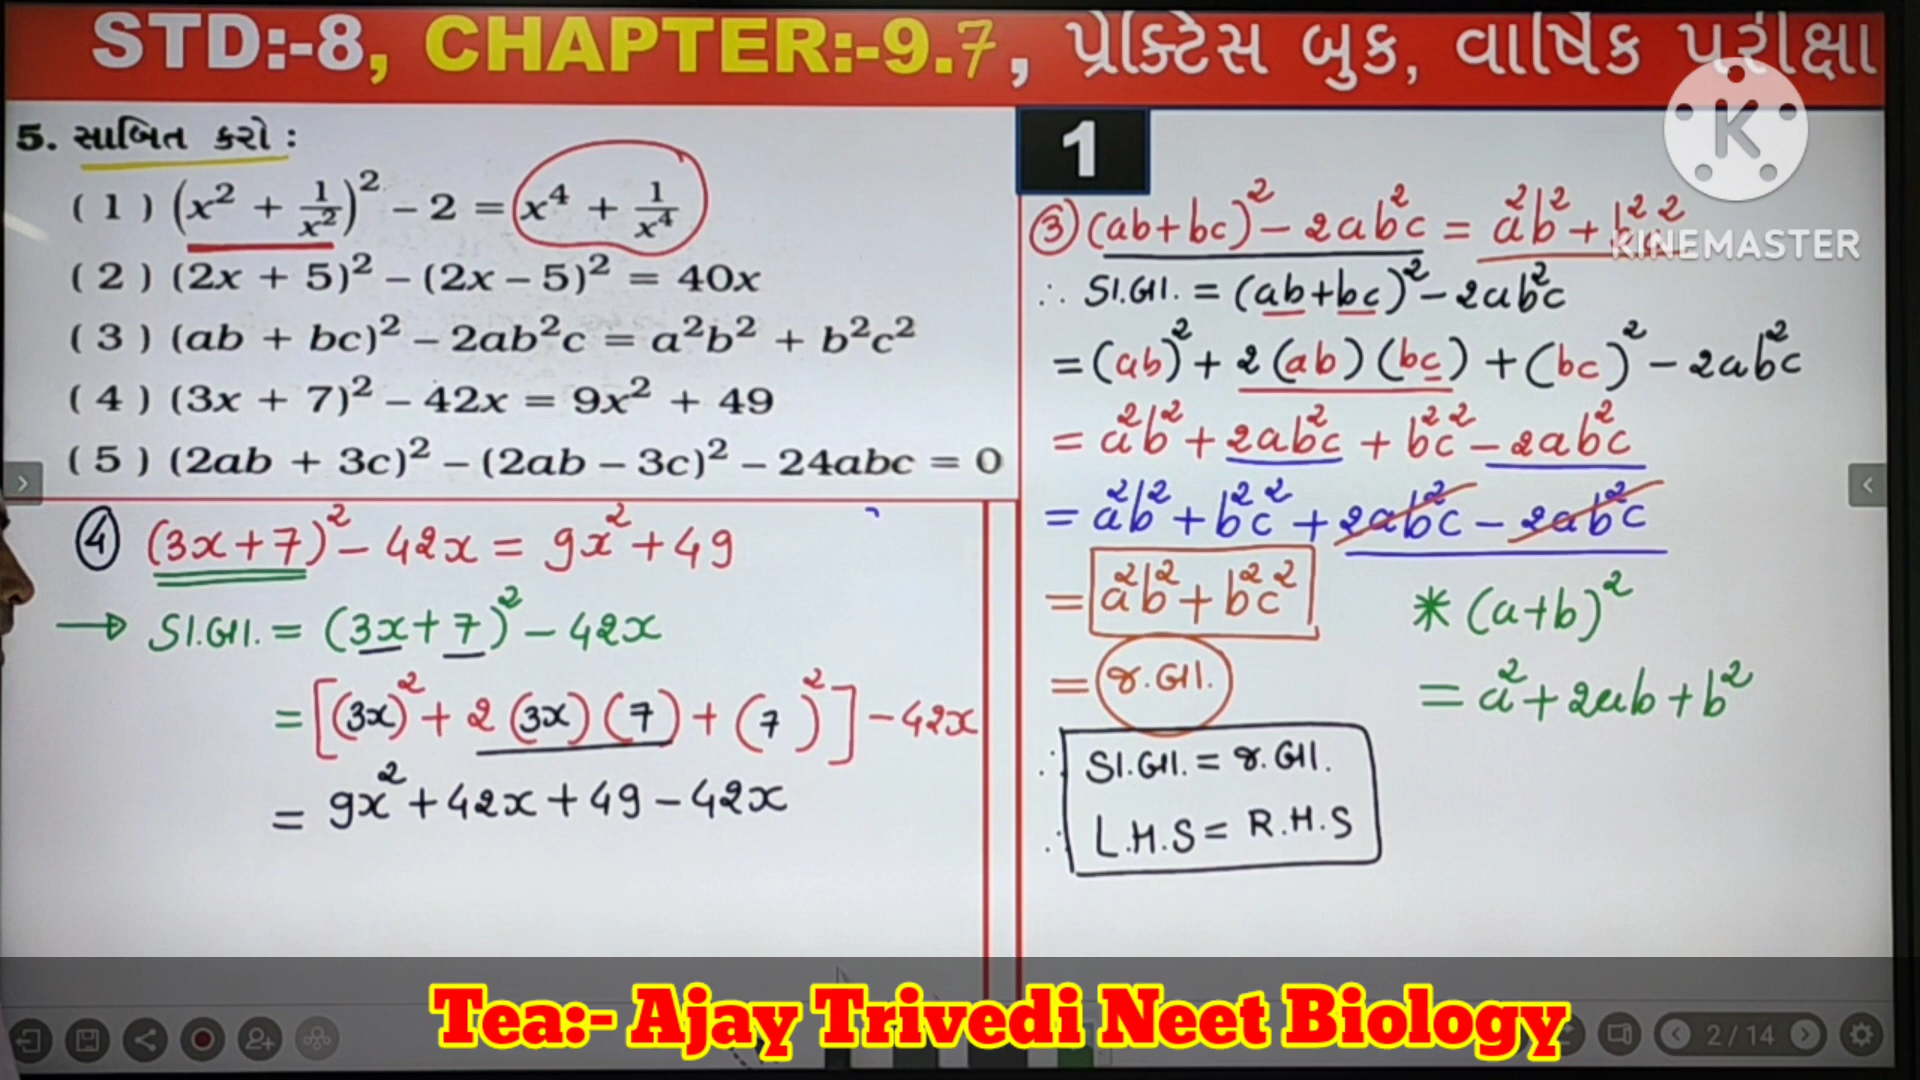 STD:-8, CHAPTER:-9.7, પ્રેક્ટિસ બુક, વાર્ષિક પરીક્ષા
5. સાબિત કરો :
( 1 ) (x² + 1/x²)² – 2 = x⁴ + 1/x⁴
( 2 ) (2x + 5)² – (2x – 5)² = 40x
( 3 ) (ab + bc)² – 2ab²c = a²b² + b²c²
( 4 ) (3x + 7)² – 42x = 9x² + 49
( 5 ) (2ab + 3c)² – (2ab – 3c)² – 24abc = 0
④ (3x+7)² – 42x = 9x² + 49
→ ડા.બા. = (3x+7)² – 42x
= [(3x)² + 2(3x)(7) + (7)²] – 42x
= 9x² + 42x + 49 – 42x
1
K
KINEMASTER
③ (ab+bc)² – 2ab²c = a²b² + b²c²
∴ ડા.બા. = (ab+bc)² – 2ab²c
= (ab)² + 2(ab)(bc) + (bc)² – 2ab²c
= a²b² + 2ab²c + b²c² – 2ab²c
= a²b² + b²c² + 2ab²c – 2ab²c
= a²b² + b²c²
= જ.બા.
∴ ડા.બા. = જ.બા.
∴ L.H.S = R.H.S
* (a+b)²
= a² + 2ab + b²
Tea:- Ajay Trivedi Neet Biology
2 / 14